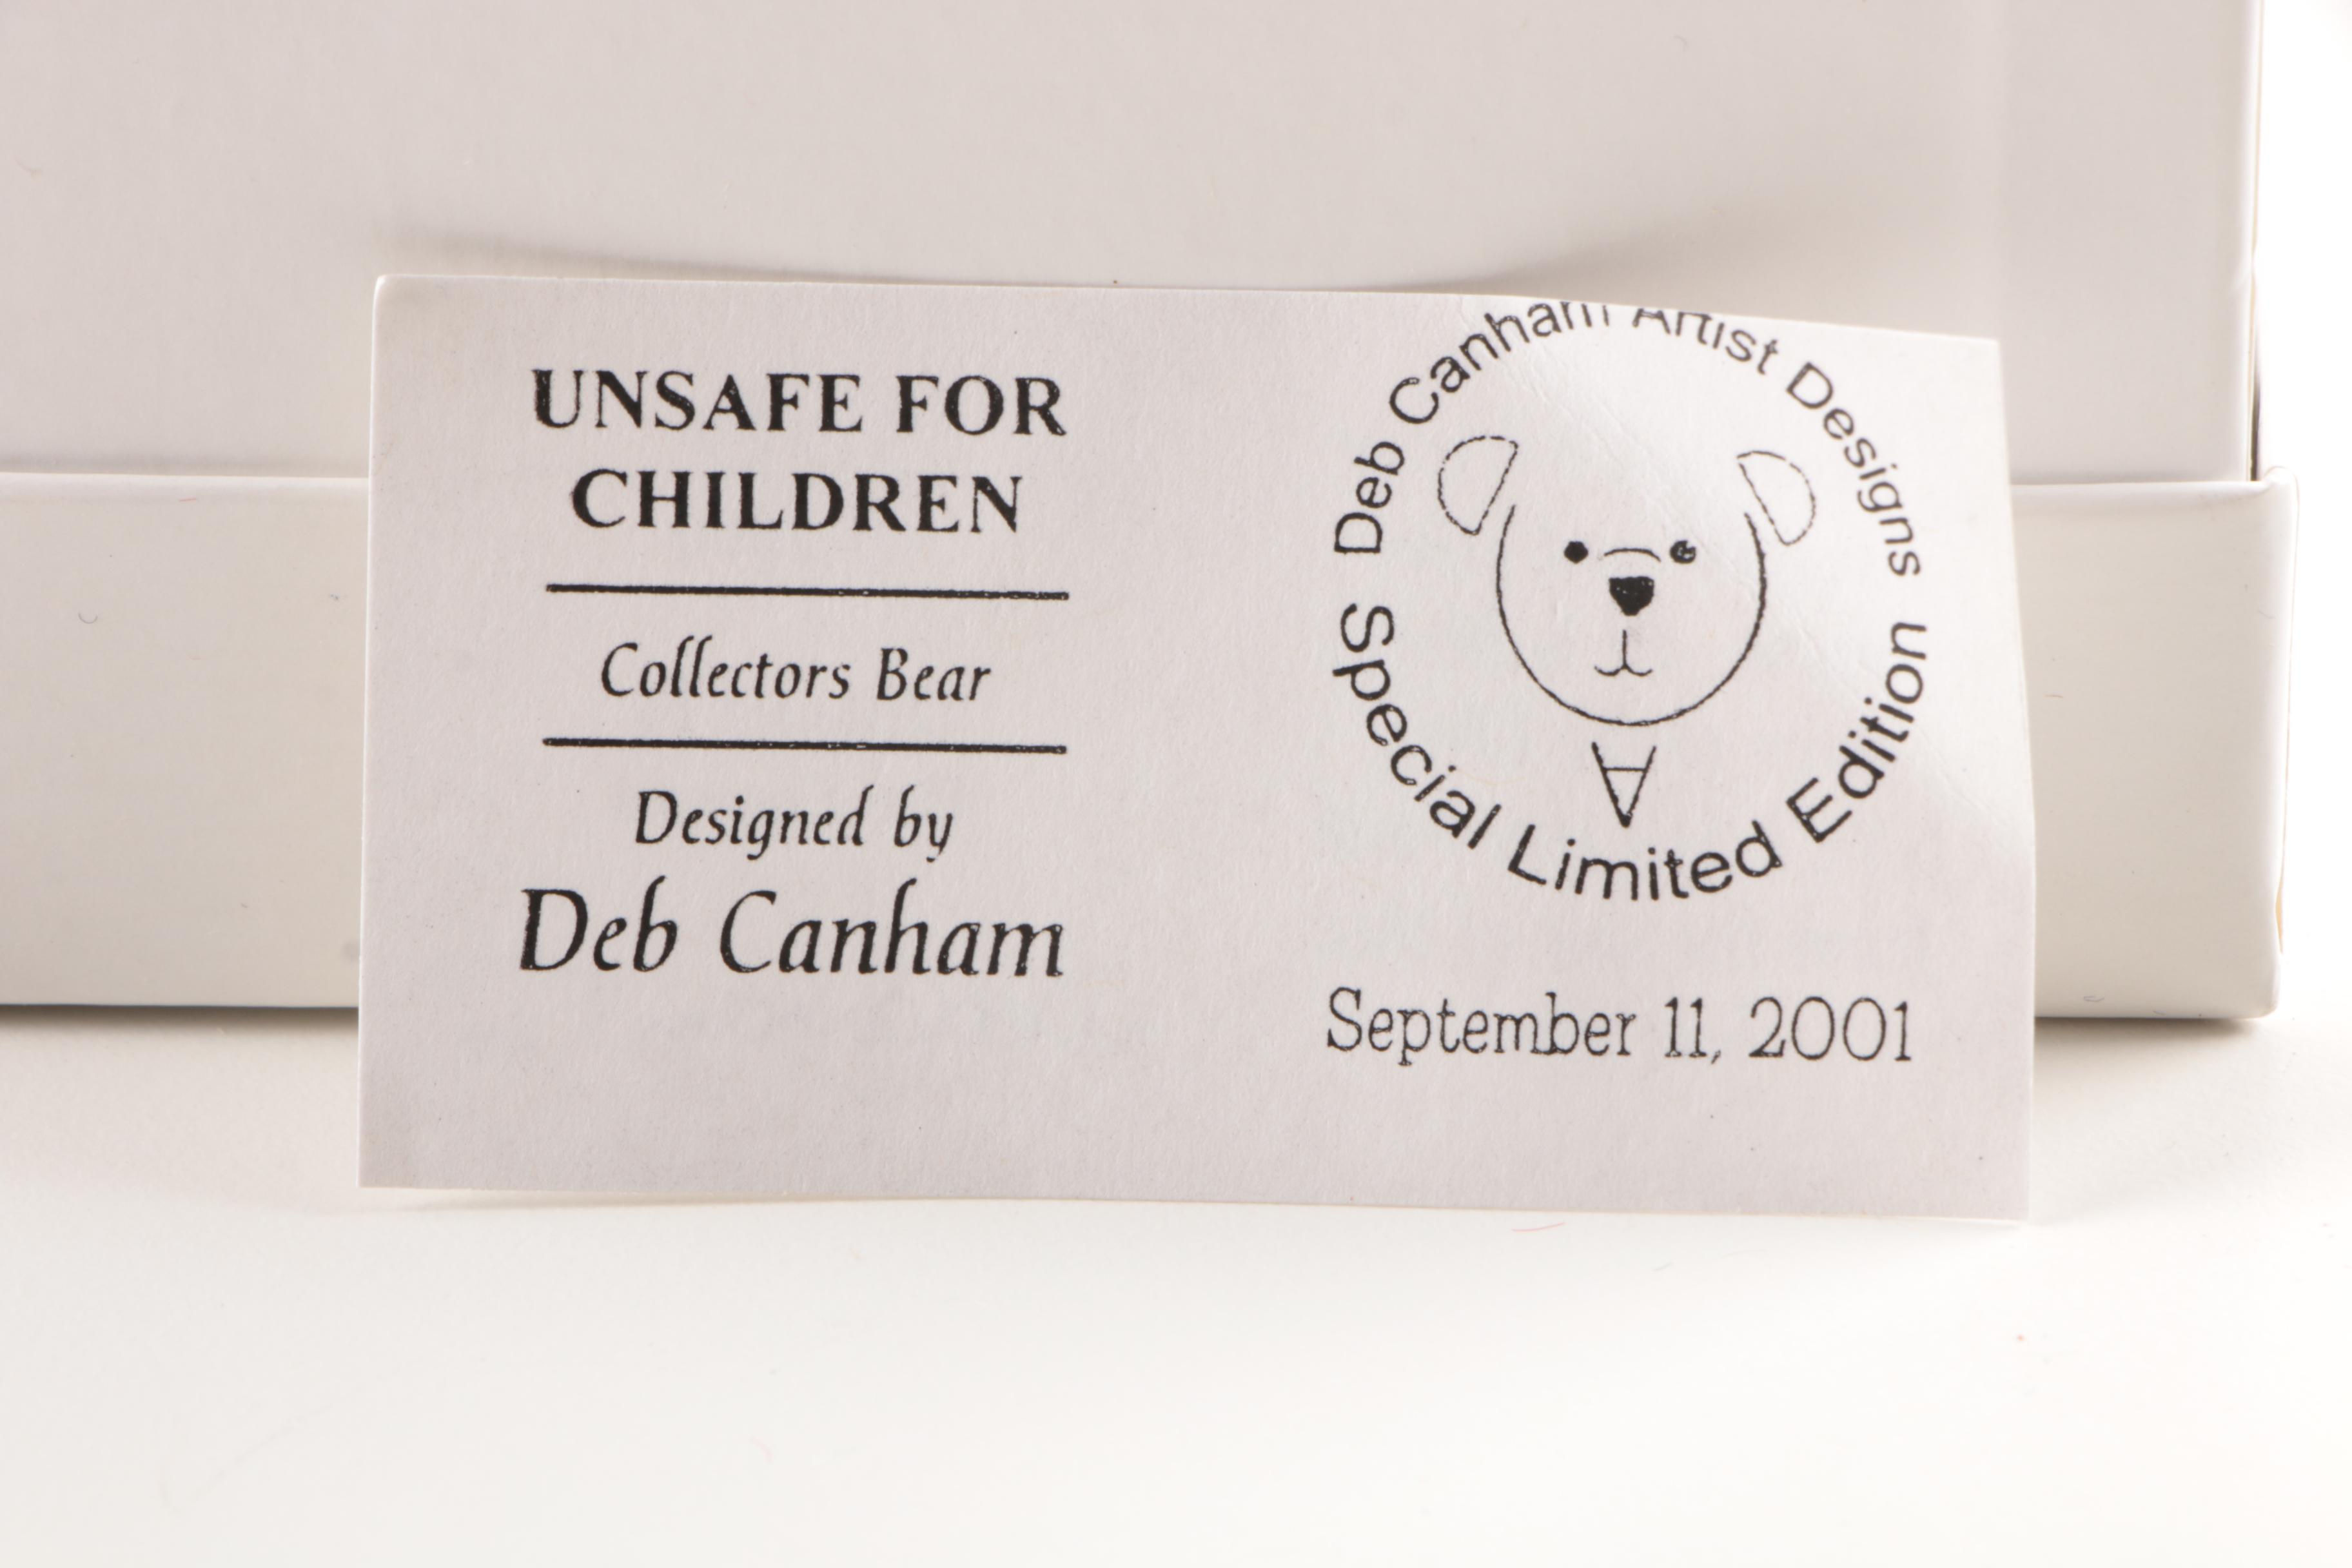 UNSAFE FOR
CHILDREN
Collectors Bear
Designed by
Deb Canham
Deb Canham Artist Designs
Special Limited Edition
September 11, 2001